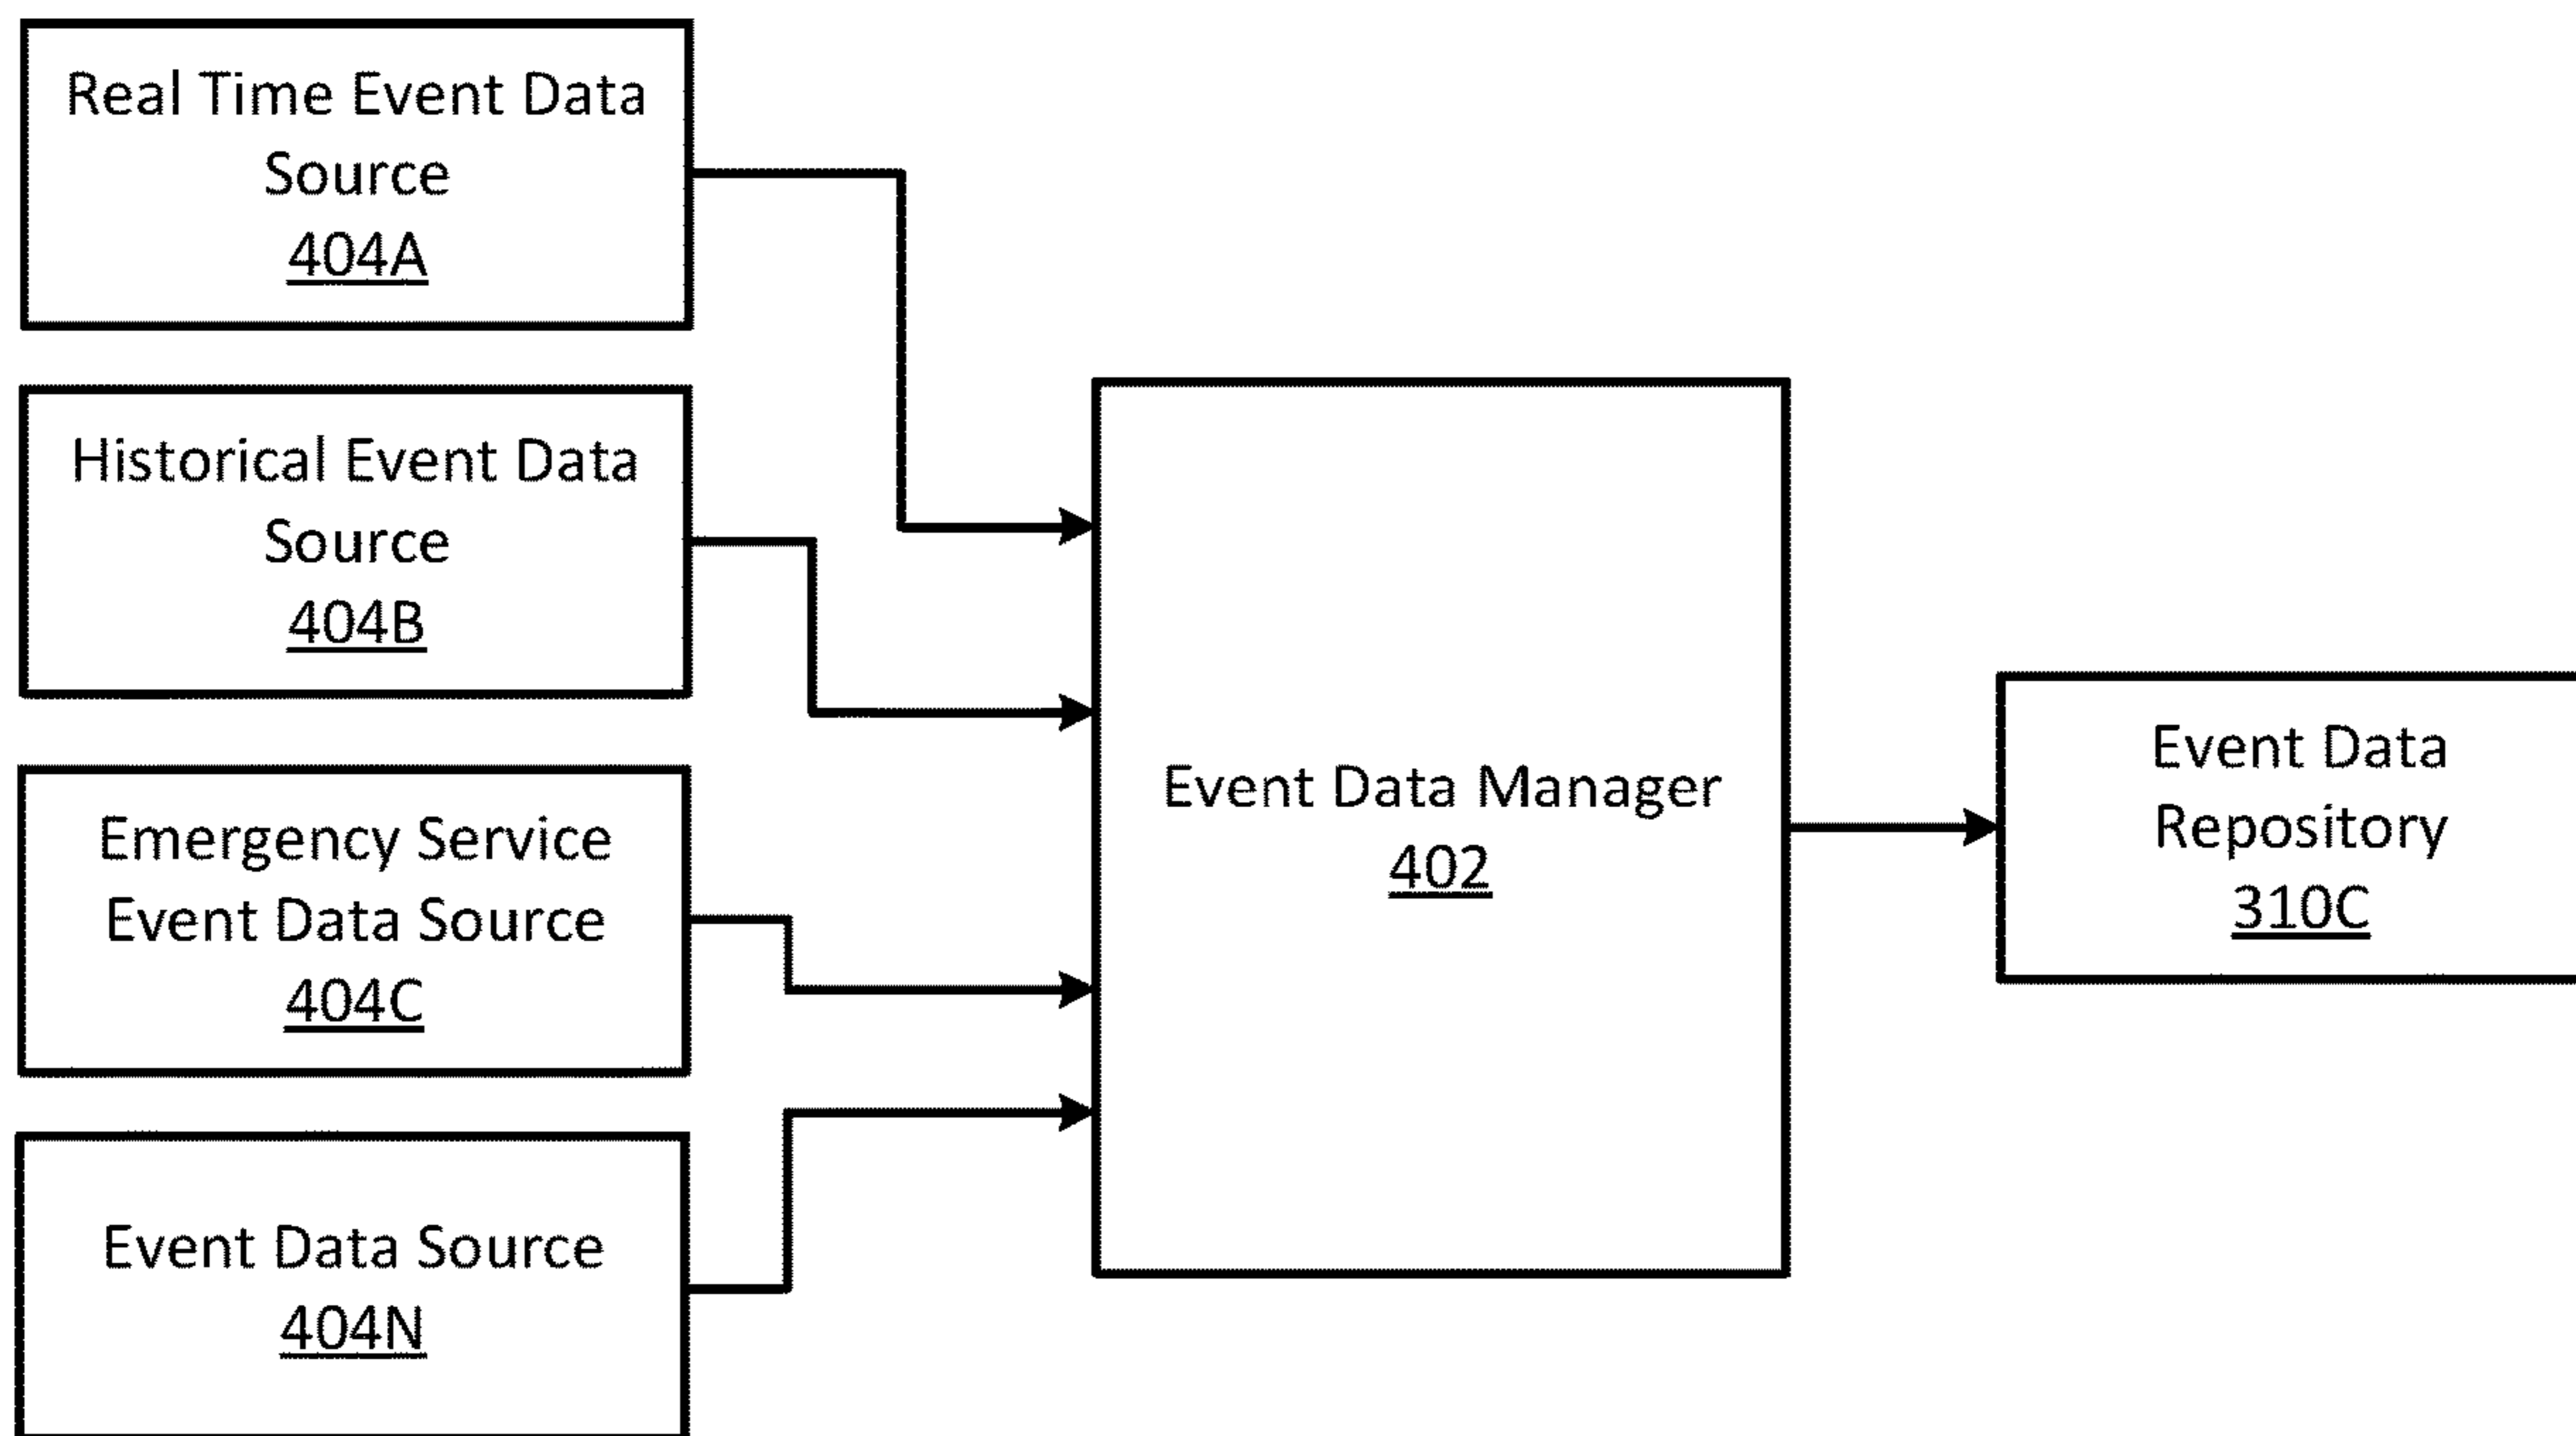 Real Time Event Data
Source
404A
Historical Event Data
Source
404B
Emergency Service
Event Data Source
404C
Event Data Source
404N
Event Data Manager
402
Event Data
Repository
310C